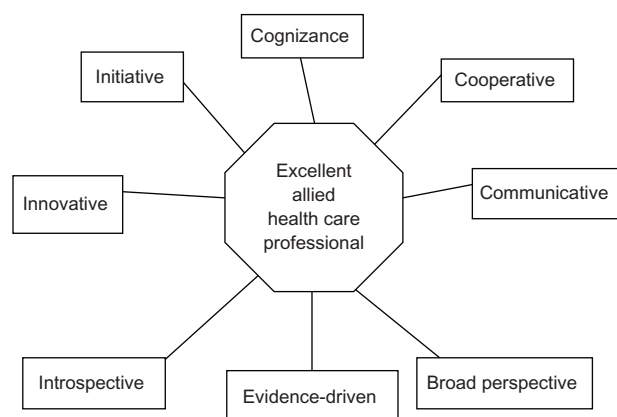 Cognizance
Initiative
Cooperative
Excellent
allied
health care
professional
Innovative
Communicative
Introspective
Evidence-driven
Broad perspective